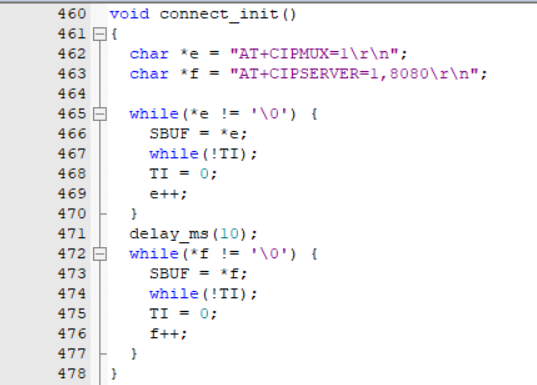 460 void connect_init()
461 {
462 char *e = "AT+CIPMUX=1\r\n";
463 char *f = "AT+CIPSERVER=1,8080\r\n";
464
465 while(*e != '\0') {
466 SBUF = *e;
467 while(!TI);
468 TI = 0;
469 e++;
470 }
471 delay_ms(10);
472 while(*f != '\0') {
473 SBUF = *f;
474 while(!TI);
475 TI = 0;
476 f++;
477 }
478 }